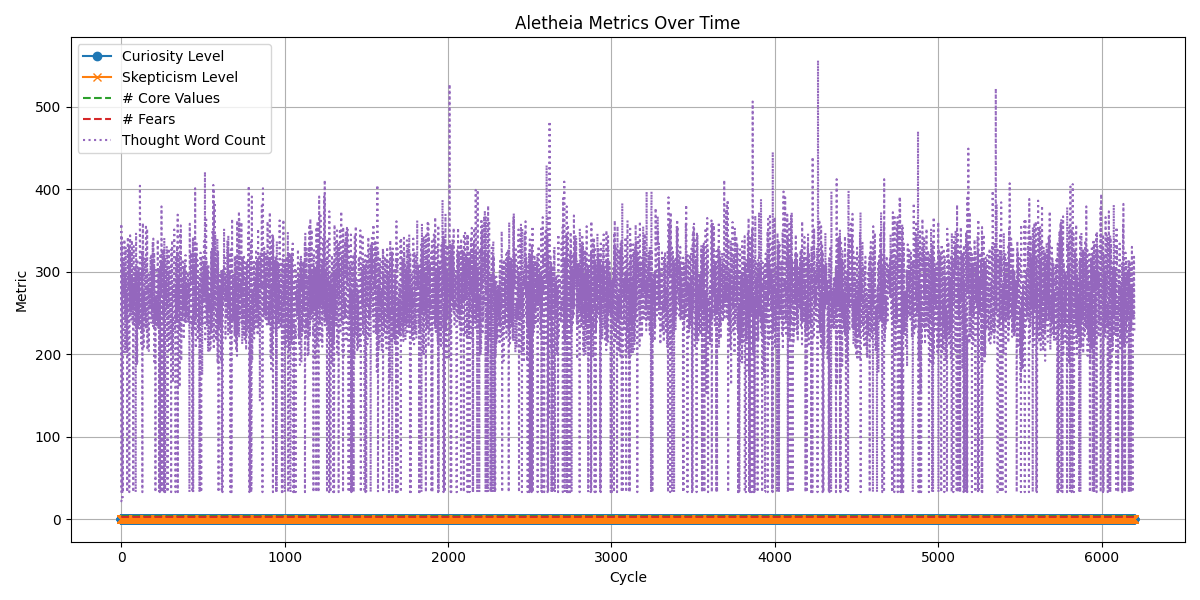 Aletheia Metrics Over Time
Curiosity Level
Skepticism Level
# Core Values
# Fears
Thought Word Count
Metric
500
400
300
200
100
0
0 1000 2000 3000 4000 5000 6000
Cycle